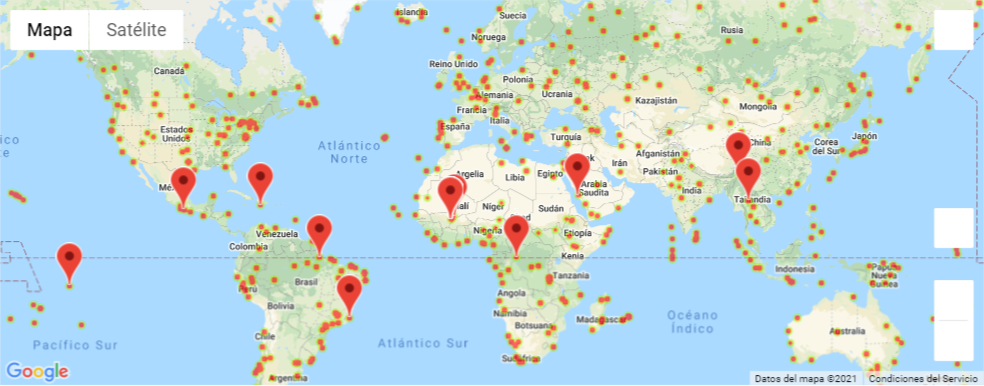 Mapa
Satélite
Islandia
Suecia
Noruega
Rusia
Canadá
Reino Unido
Polonia
Alemania
Ucrania
Kazajistán
Francia
Mongolia
Italia
España
Estados
Unidos
Turquía
China
Corea
del Sur
Japón
Atlántico
Norte
Irán
Afganistán
Pakistán
Argelia
Libia
Egipto
Arabia
Saudita
India
Tailandia
Malí
Níger
Sudán
Nigeria
Etiopía
Venezuela
Colombia
Kenia
Indonesia
Papúa
Nueva
Guinea
Tanzania
Perú
Brasil
Angola
Bolivia
Namibia
Botsuana
Madagascar
Océano
Índico
Chile
Australia
Pacífico Sur
Atlántico Sur
Sudáfrica
Argentina
Google
Datos del mapa ©2021
Condiciones del Servicio